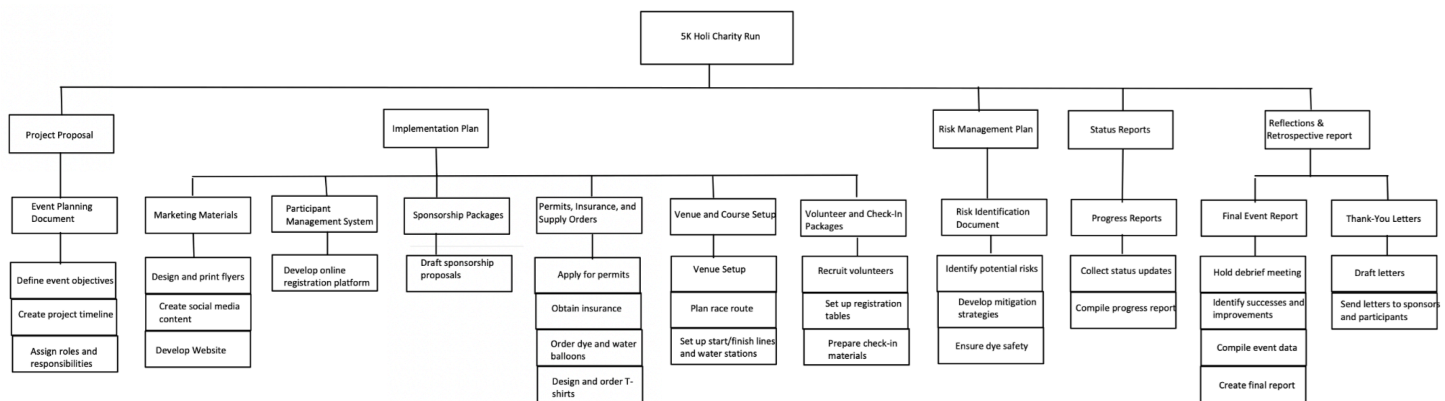 5K Holi Charity Run
Project Proposal
Implementation Plan
Risk Management Plan
Status Reports
Reflections &
Retrospective report
Event Planning
Document
Marketing Materials
Participant
Management System
Sponsorship Packages
Permits, Insurance, and
Supply Orders
Venue and Course Setup
Volunteer and Check-In
Packages
Risk Identification
Document
Progress Reports
Final Event Report
Thank-You Letters
Define event objectives
Create project timeline
Assign roles and
responsibilities
Design and print flyers
Create social media
content
Develop Website
Develop online
registration platform
Draft sponsorship
proposals
Apply for permits
Obtain insurance
Order dye and water
balloons
Design and order T-
shirts
Venue Setup
Plan race route
Set up start/finish lines
and water stations
Recruit volunteers
Set up registration
tables
Prepare check-in
materials
Identify potential risks
Develop mitigation
strategies
Ensure dye safety
Collect status updates
Compile progress report
Hold debrief meeting
Identify successes and
improvements
Compile event data
Create final report
Draft letters
Send letters to sponsors
and participants